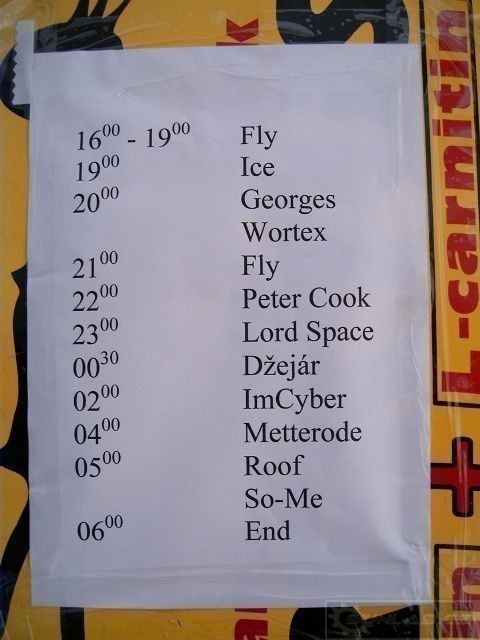 k
16⁰⁰ - 19⁰⁰ Fly
19⁰⁰ Ice
20⁰⁰ Georges
Wortex
21⁰⁰ Fly
22⁰⁰ Peter Cook
23⁰⁰ Lord Space
00³⁰ Džejár
02⁰⁰ ImCyber
04⁰⁰ Metterode
05⁰⁰ Roof
So-Me
06⁰⁰ End
L-carnitin
+